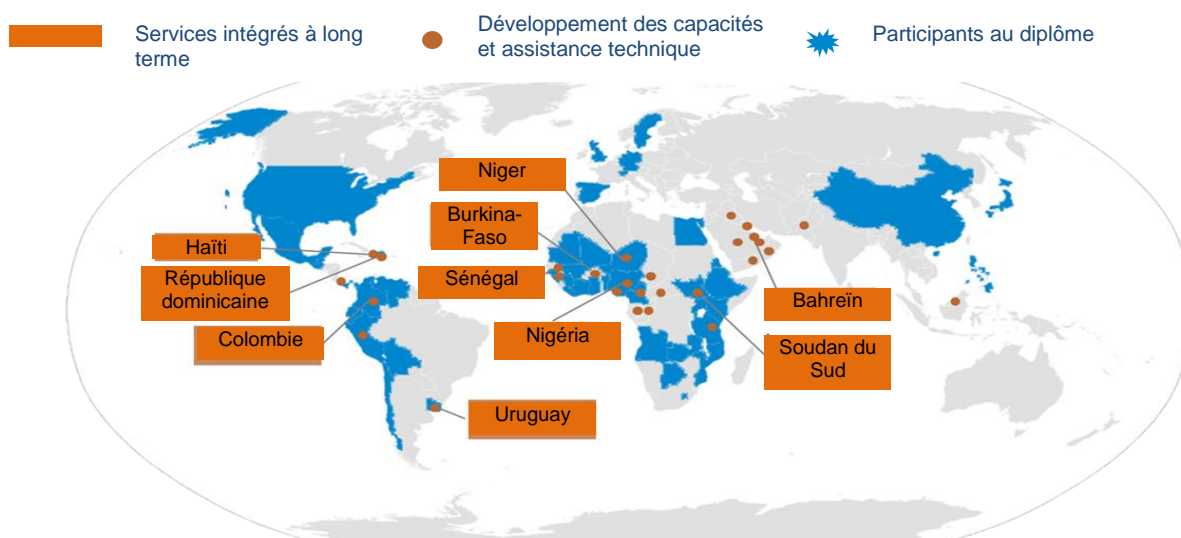 Services intégrés à long
terme
Développement des capacités
et assistance technique
Participants au diplôme
Niger
Burkina-
Faso
Haïti
République
dominicaine
Sénégal
Colombie
Nigéria
Bahreïn
Soudan du
Sud
Uruguay